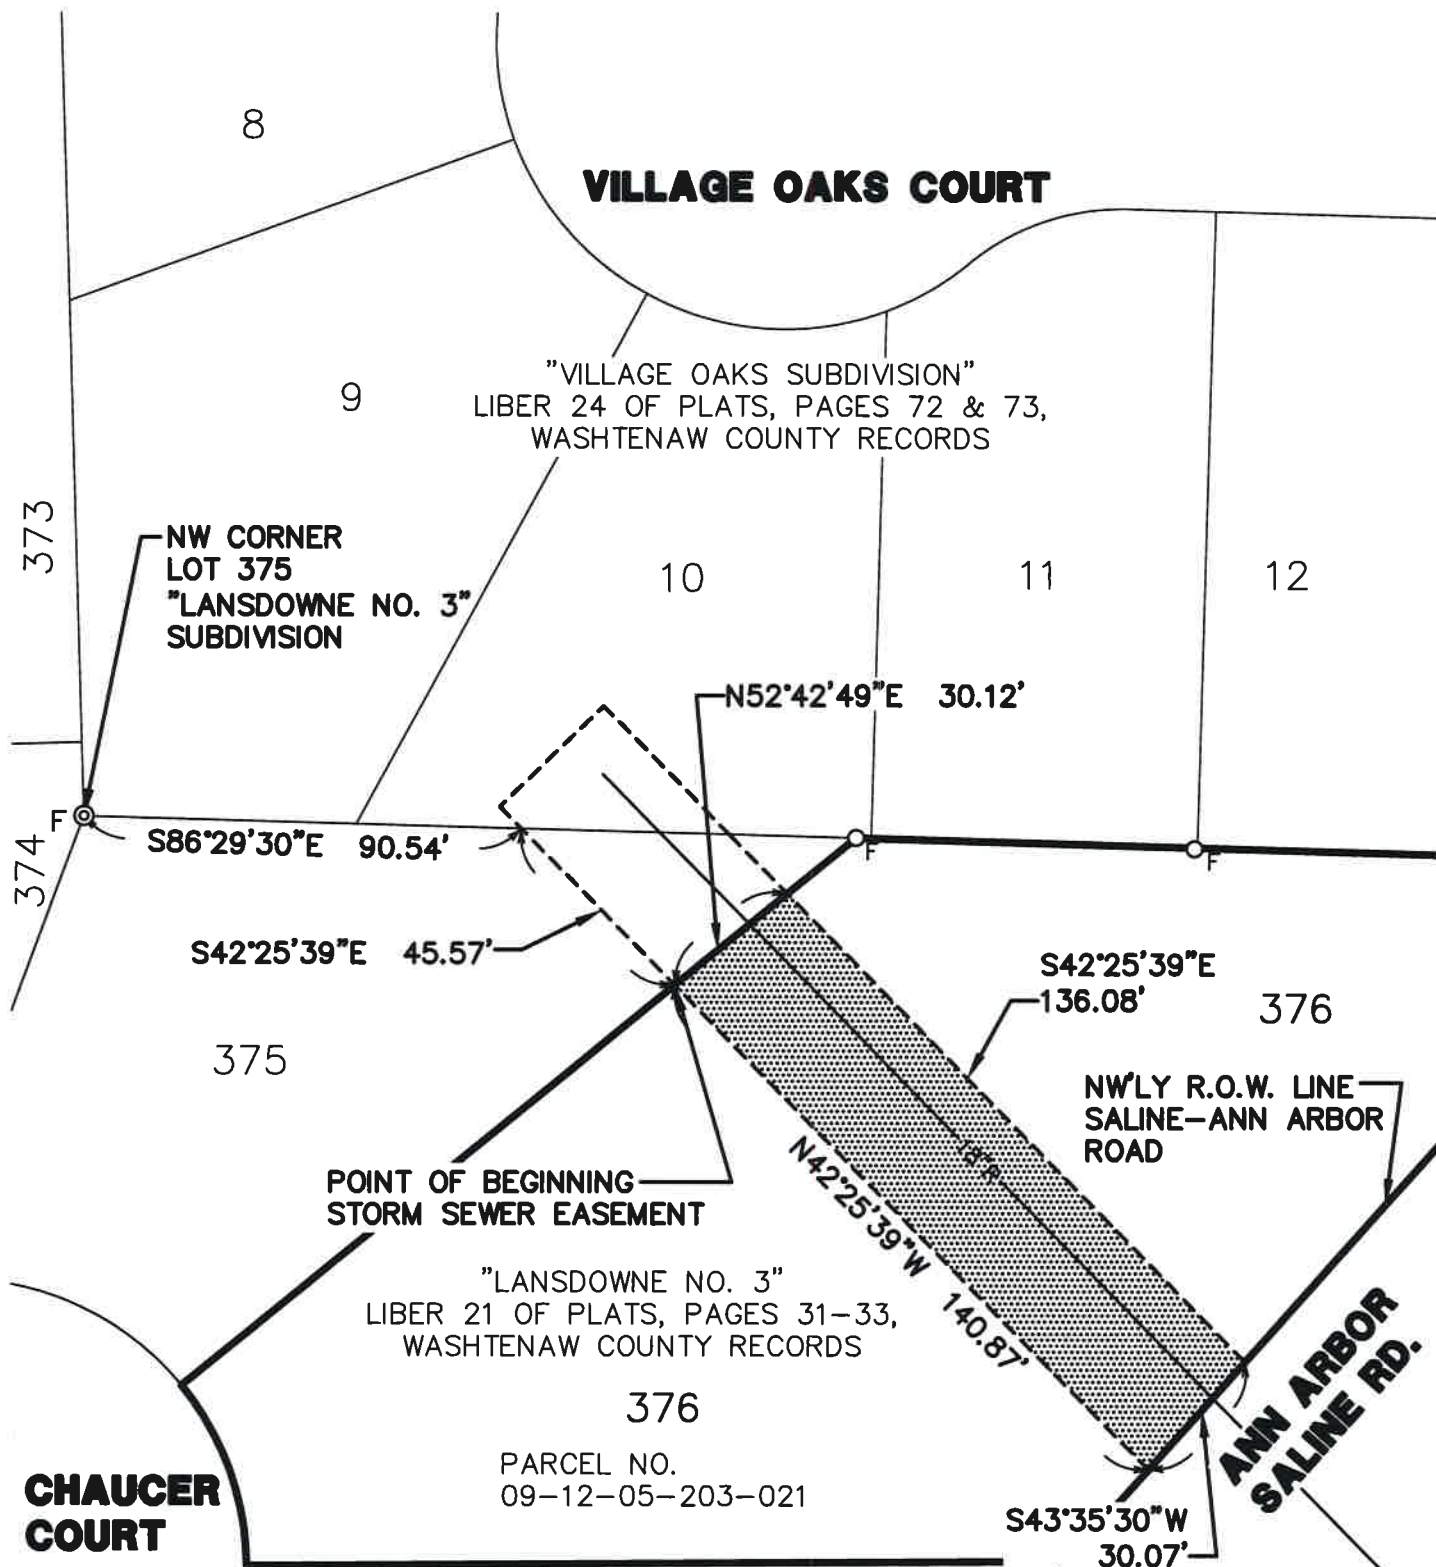 8
VILLAGE OAKS COURT
"VILLAGE OAKS SUBDIVISION"
LIBER 24 OF PLATS, PAGES 72 & 73,
WASHTENAW COUNTY RECORDS
9
373
NW CORNER
LOT 375
"LANSDOWNE NO. 3"
SUBDIVISION
10
11
12
N52°42'49"E 30.12'
F
S86°29'30"E 90.54'
F
F
374
S42°25'39"E 45.57'
S42°25'39"E
136.08'
376
375
NW'LY R.O.W. LINE
SALINE-ANN ARBOR
ROAD
18"R
N42°25'39"W 140.87'
POINT OF BEGINNING
STORM SEWER EASEMENT
"LANSDOWNE NO. 3"
LIBER 21 OF PLATS, PAGES 31-33,
WASHTENAW COUNTY RECORDS
376
PARCEL NO.
09-12-05-203-021
ANN ARBOR
SALINE RD.
CHAUCER
COURT
S43°35'30"W
30.07'